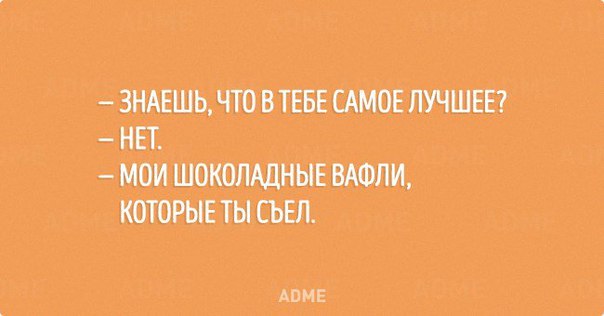 – ЗНАЕШЬ, ЧТО В ТЕБЕ САМОЕ ЛУЧШЕЕ?
– НЕТ.
– МОИ ШОКОЛАДНЫЕ ВАФЛИ,
КОТОРЫЕ ТЫ СЪЕЛ.
ADME